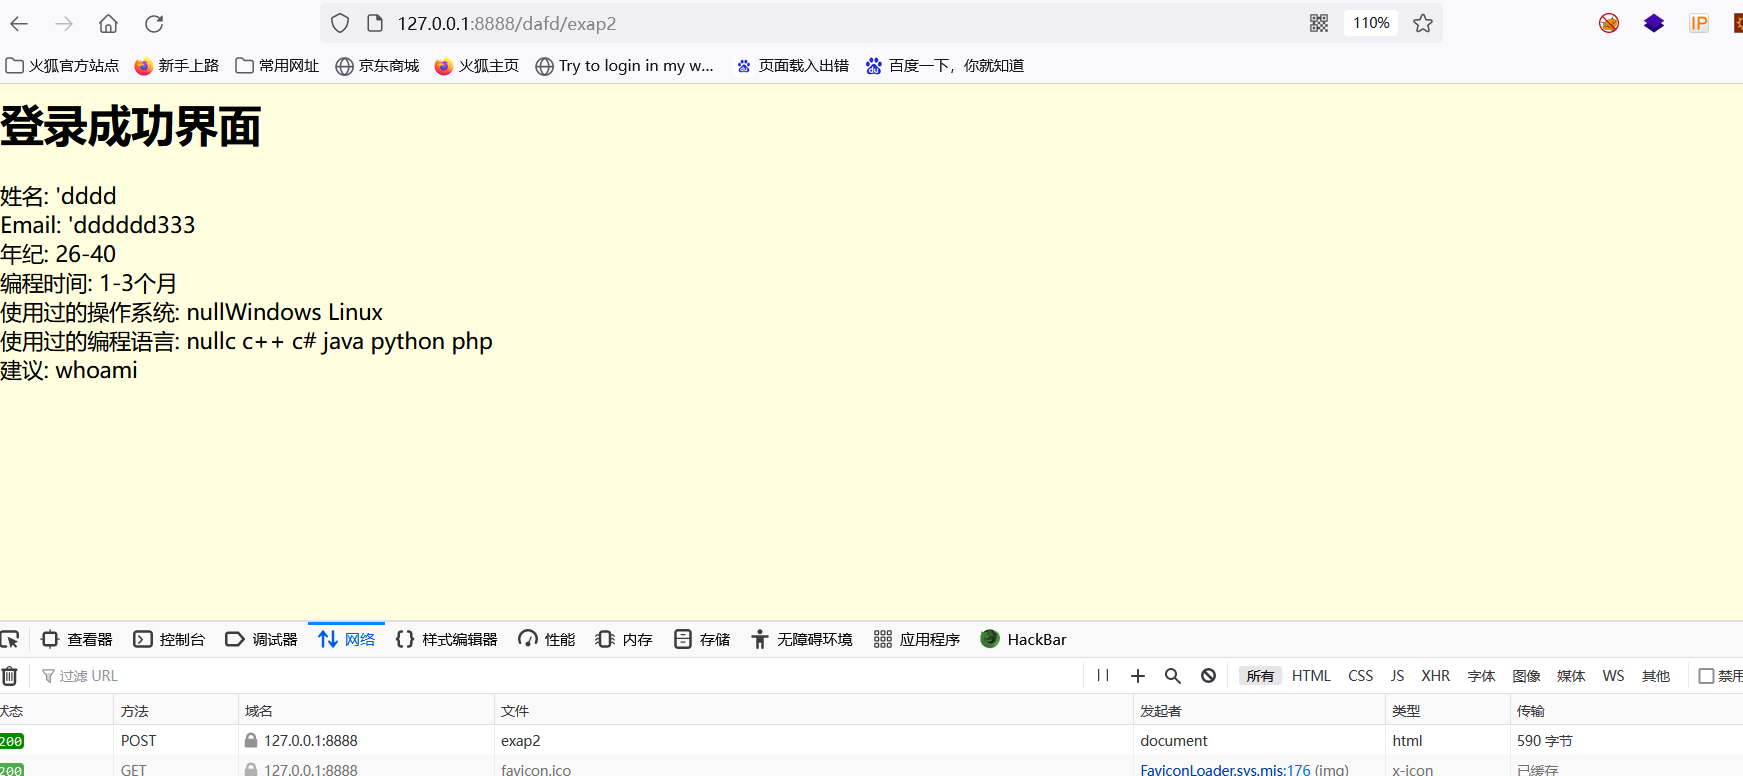 127.0.0.1:8888/dafd/exap2
110%
IP
火狐官方站点 新手上路 常用网址 京东商城 火狐主页 Try to login in my w... 页面载入出错 百度一下，你就知道
登录成功界面
姓名: 'dddd
Email: 'dddddd333
年纪: 26-40
编程时间: 1-3个月
使用过的操作系统: nullWindows Linux
使用过的编程语言: nullc c++ c# java python php
建议: whoami
查看器 控制台 调试器 网络 样式编辑器 性能 内存 存储 无障碍环境 应用程序 HackBar
过滤 URL
所有 HTML CSS JS XHR 字体 图像 媒体 WS 其他 禁用
状态 方法 域名 文件 发起者 类型 传输
200 POST 127.0.0.1:8888 exap2 document html 590 字节
200 GET 127.0.0.1:8888 favicon.ico FaviconLoader.sys.mjs:176 (img) x-icon 已缓存